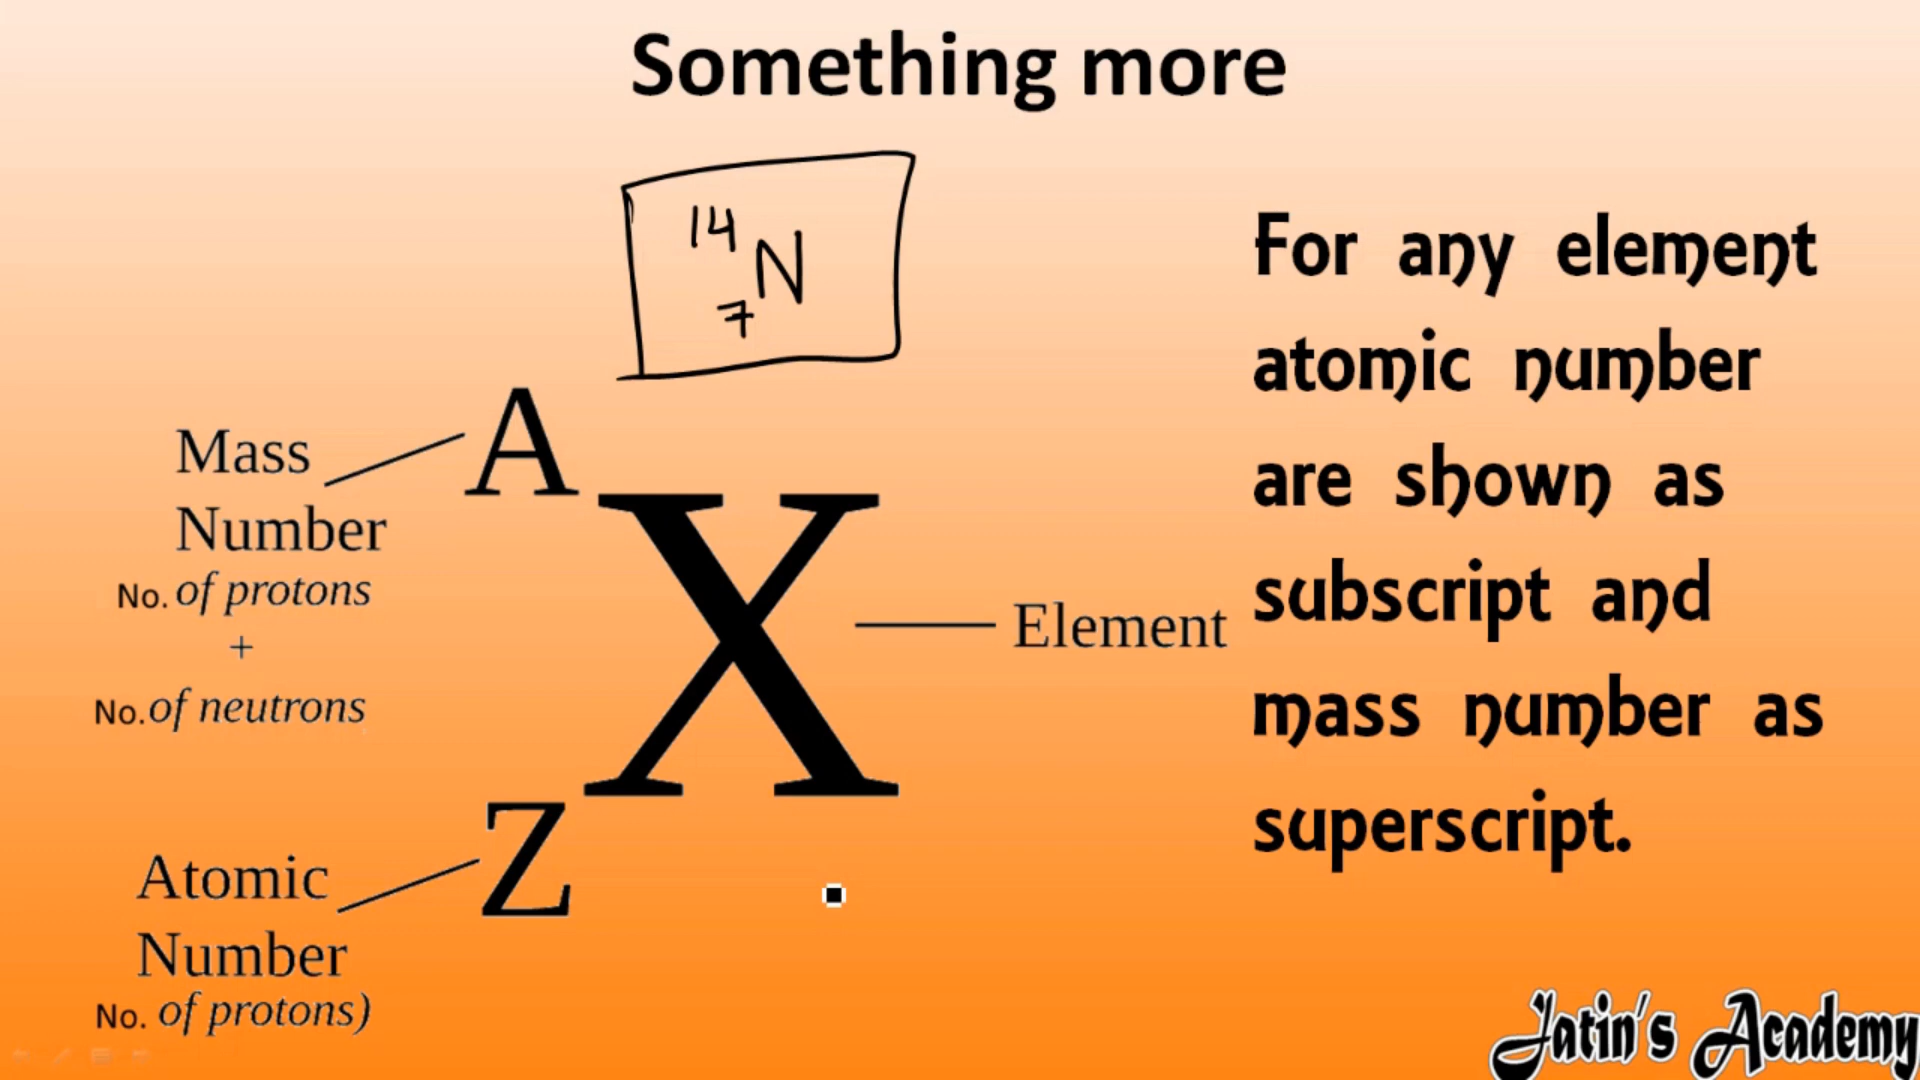 Something more
14
N
7
A
Mass
Number
No. of protons
+
No. of neutrons
X
Element
Z
Atomic
Number
No. of protons)
For any element
atomic number
are shown as
subscript and
mass number as
superscript.
Jatin's Academy